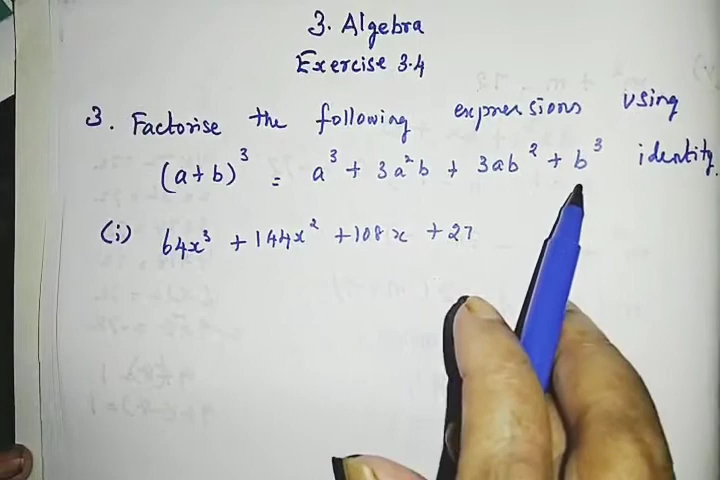 3. Algebra
Exercise 3.4
3. Factorise the following expressions using
(a+b)³ = a³ + 3a²b + 3ab² + b³ identity.
(i) 64x³ + 144x² + 108x + 27